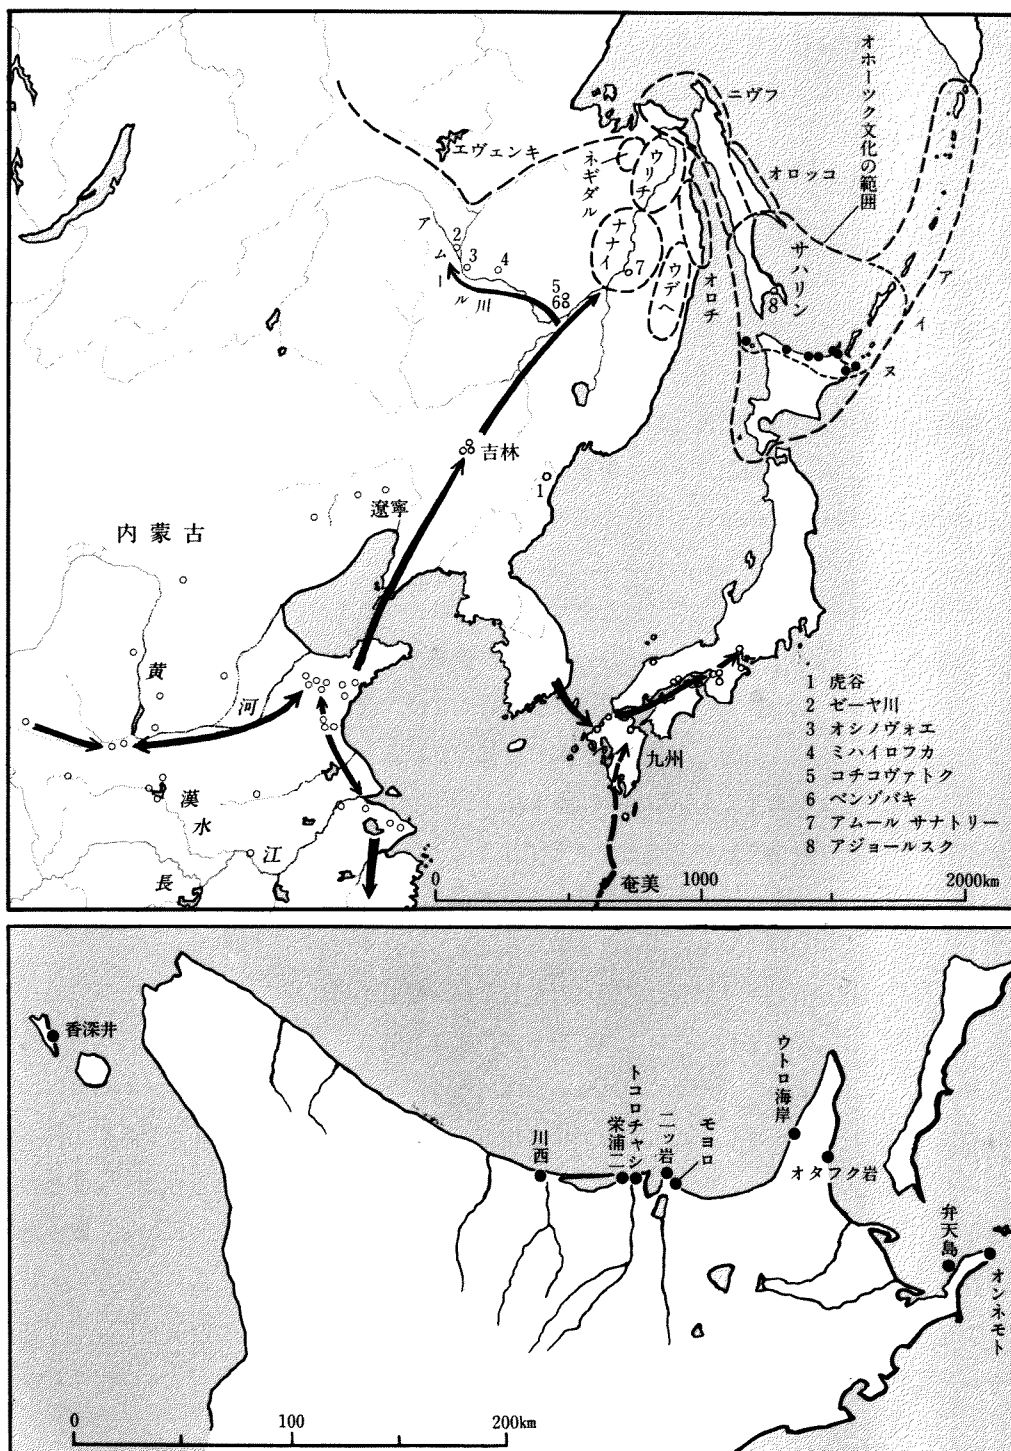 ニヴフ
エヴェンキ
ネギダル
ウリチ
オロッコ
オホーツク文化の範囲
ナナイ
ウデヘ
オロチ
サハリン
アイヌ
アムール川
2
3
4
5
6
7
8
吉林
1
遼寧
内蒙古
黄河
漢水
長江
九州
奄美
1 虎谷
2 ゼーヤ川
3 オシノヴォエ
4 ミハイロフカ
5 コチコヴァトク
6 ベンゾバキ
7 アムール サナトリー
8 アジョールスク
0 1000 2000km
香深井
川西
栄浦二
トコロチャシ
二ッ岩
モヨロ
ウトロ海岸
オタフク岩
弁天島
オンネモト
0 100 200km